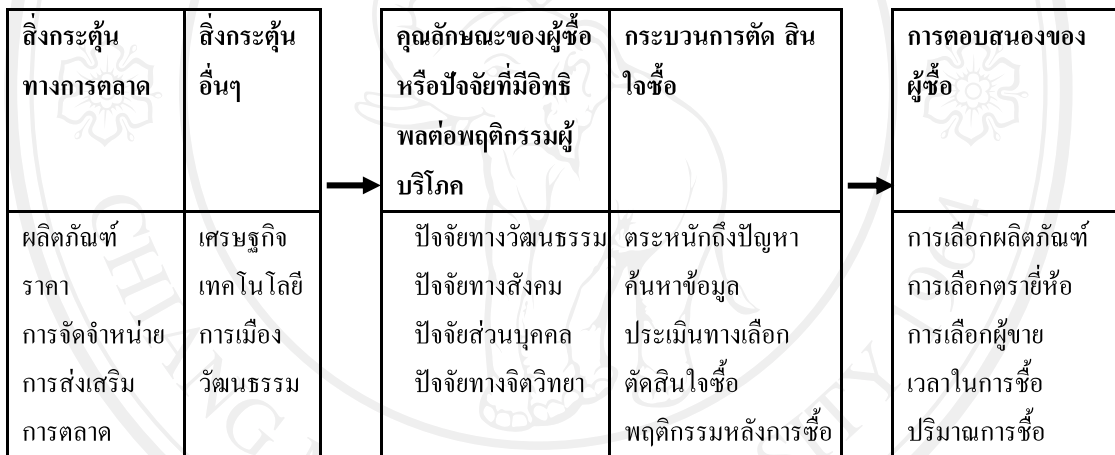 สิ่งกระตุ้น
ทางการตลาด
สิ่งกระตุ้น
อื่นๆ
คุณลักษณะของผู้ซื้อ
หรือปัจจัยที่มีอิทธิ
พลต่อพฤติกรรมผู้
บริโภค
กระบวนการตัด สิน
ใจซื้อ
การตอบสนองของ
ผู้ซื้อ
ผลิตภัณฑ์
ราคา
การจัดจำหน่าย
การส่งเสริม
การตลาด
เศรษฐกิจ
เทคโนโลยี
การเมือง
วัฒนธรรม
ปัจจัยทางวัฒนธรรม
ปัจจัยทางสังคม
ปัจจัยส่วนบุคคล
ปัจจัยทางจิตวิทยา
ตระหนักถึงปัญหา
ค้นหาข้อมูล
ประเมินทางเลือก
ตัดสินใจซื้อ
พฤติกรรมหลังการซื้อ
การเลือกผลิตภัณฑ์
การเลือกตรายี่ห้อ
การเลือกผู้ขาย
เวลาในการซื้อ
ปริมาณการซื้อ